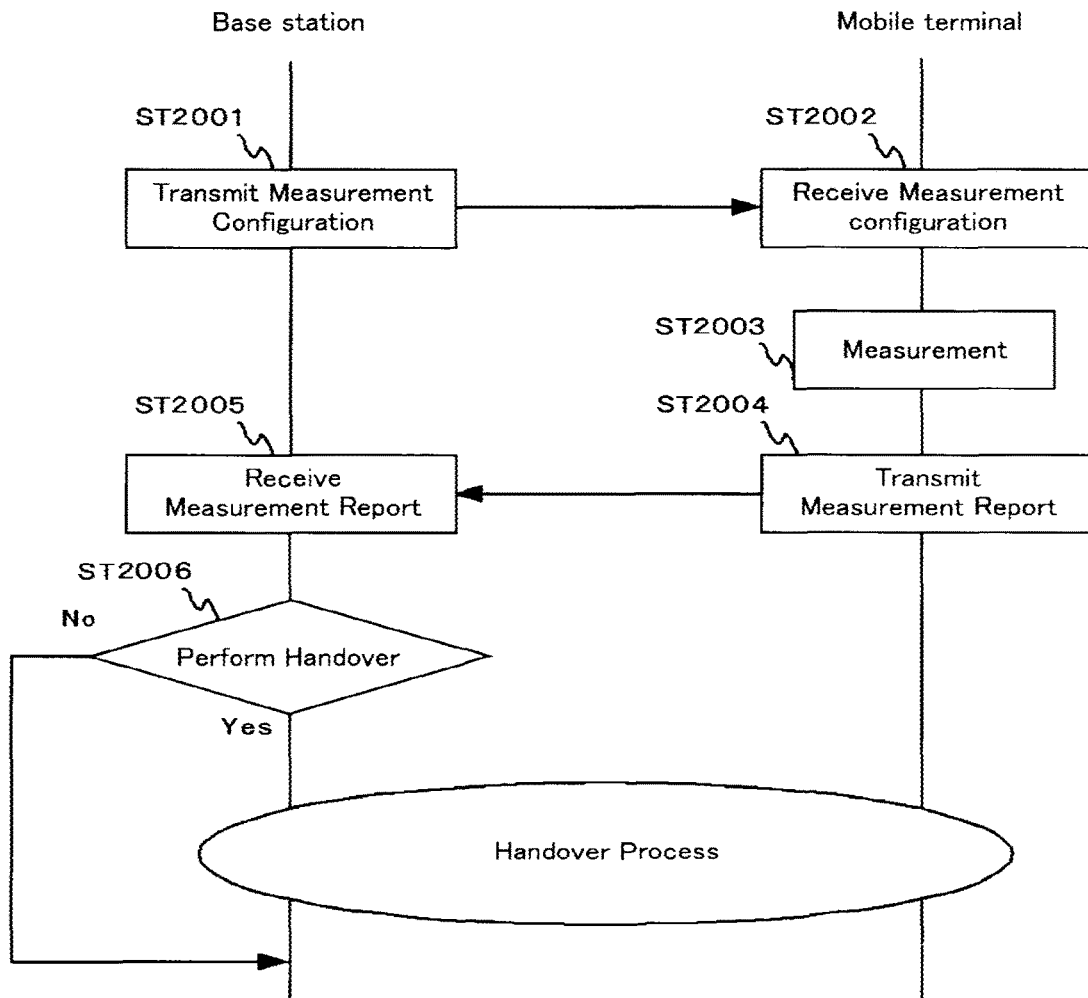 Base station
Mobile terminal
ST2001
ST2002
Transmit Measurement
Configuration
Receive Measurement
configuration
ST2003
Measurement
ST2005
ST2004
Receive
Measurement Report
Transmit
Measurement Report
ST2006
No
Perform Handover
Yes
Handover Process